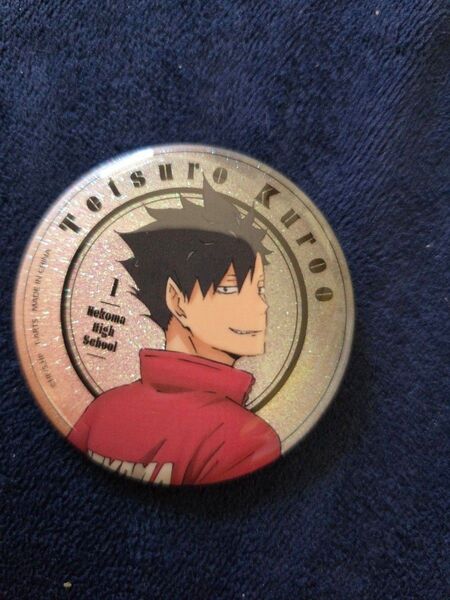 Tetsuro Kuroo
1
Nekoma
High
School
MADE IN CHINA